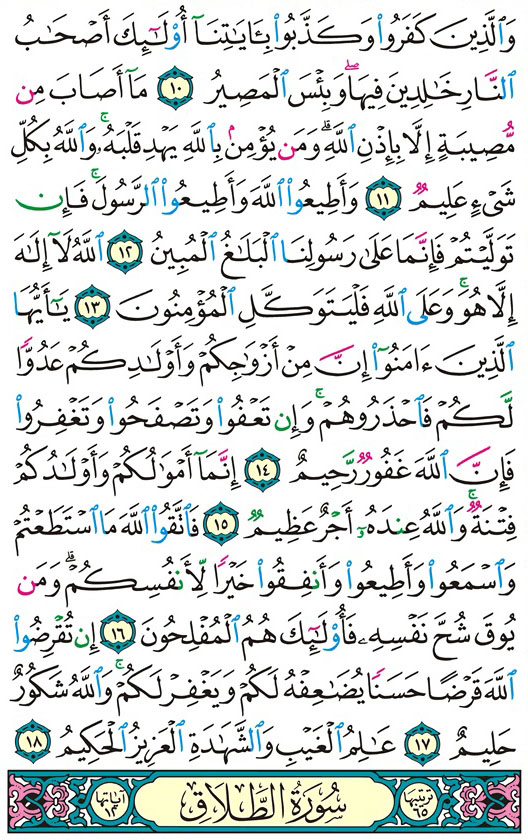 وَٱلَّذِينَ كَفَرُوا۟ وَكَذَّبُوا۟ بِـَٔايَـٰتِنَآ أُو۟لَـٰٓئِكَ أَصْحَـٰبُ
ٱلنَّارِ خَـٰلِدِينَ فِيهَا ۖ وَبِئْسَ ٱلْمَصِيرُ ١٠ مَآ أَصَابَ مِن
مُّصِيبَةٍ إِلَّا بِإِذْنِ ٱللَّهِ ۗ وَمَن يُؤْمِنۢ بِٱللَّهِ يَهْدِ قَلْبَهُۥ ۚ وَٱللَّهُ بِكُلِّ
شَىْءٍ عَلِيمٌ ١١ وَأَطِيعُوا۟ ٱللَّهَ وَأَطِيعُوا۟ ٱلرَّسُولَ ۚ فَإِن
تَوَلَّيْتُمْ فَإِنَّمَا عَلَىٰ رَسُولِنَا ٱلْبَلَـٰغُ ٱلْمُبِينُ ١٢ ٱللَّهُ لَآ إِلَـٰهَ
إِلَّا هُوَ ۚ وَعَلَى ٱللَّهِ فَلْيَتَوَكَّلِ ٱلْمُؤْمِنُونَ ١٣ يَـٰٓأَيُّهَا
ٱلَّذِينَ ءَامَنُوٓا۟ إِنَّ مِنْ أَزْوَٰجِكُمْ وَأَوْلَـٰدِكُمْ عَدُوًّا
لَّكُمْ فَٱحْذَرُوهُمْ ۚ وَإِن تَعْفُوا۟ وَتَصْفَحُوا۟ وَتَغْفِرُوا۟
فَإِنَّ ٱللَّهَ غَفُورٌ رَّحِيمٌ ١٤ إِنَّمَآ أَمْوَٰلُكُمْ وَأَوْلَـٰدُكُمْ
فِتْنَةٌ ۚ وَٱللَّهُ عِندَهُۥٓ أَجْرٌ عَظِيمٌ ١٥ فَٱتَّقُوا۟ ٱللَّهَ مَا ٱسْتَطَعْتُمْ
وَٱسْمَعُوا۟ وَأَطِيعُوا۟ وَأَنفِقُوا۟ خَيْرًا لِّأَنفُسِكُمْ ۗ وَمَن
يُوقَ شُحَّ نَفْسِهِۦ فَأُو۟لَـٰٓئِكَ هُمُ ٱلْمُفْلِحُونَ ١٦ إِن تُقْرِضُوا۟
ٱللَّهَ قَرْضًا حَسَنًا يُضَـٰعِفْهُ لَكُمْ وَيَغْفِرْ لَكُمْ ۚ وَٱللَّهُ شَكُورٌ
حَلِيمٌ ١٧ عَـٰلِمُ ٱلْغَيْبِ وَٱلشَّهَـٰدَةِ ٱلْعَزِيزُ ٱلْحَكِيمُ ١٨
ترتيبها ٦٥ سُورَةُ الطَّلَاقِ آياتها ١٢